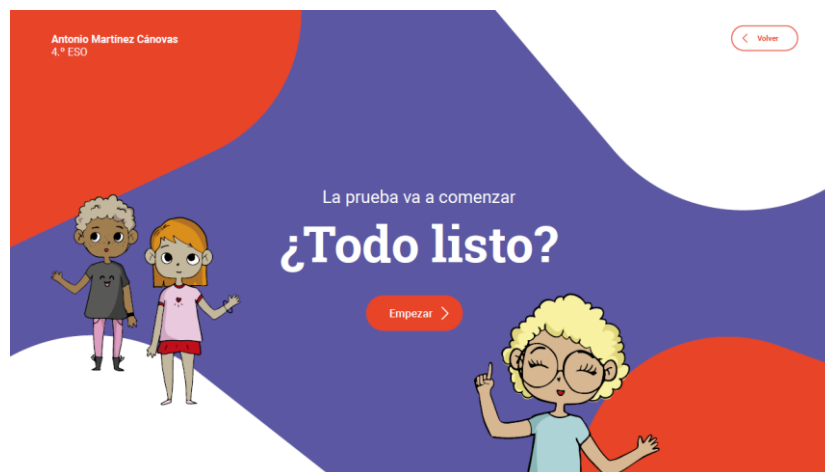 Antonio Martínez Cánovas
4.º ESO
Volver
La prueba va a comenzar
¿Todo listo?
Empezar